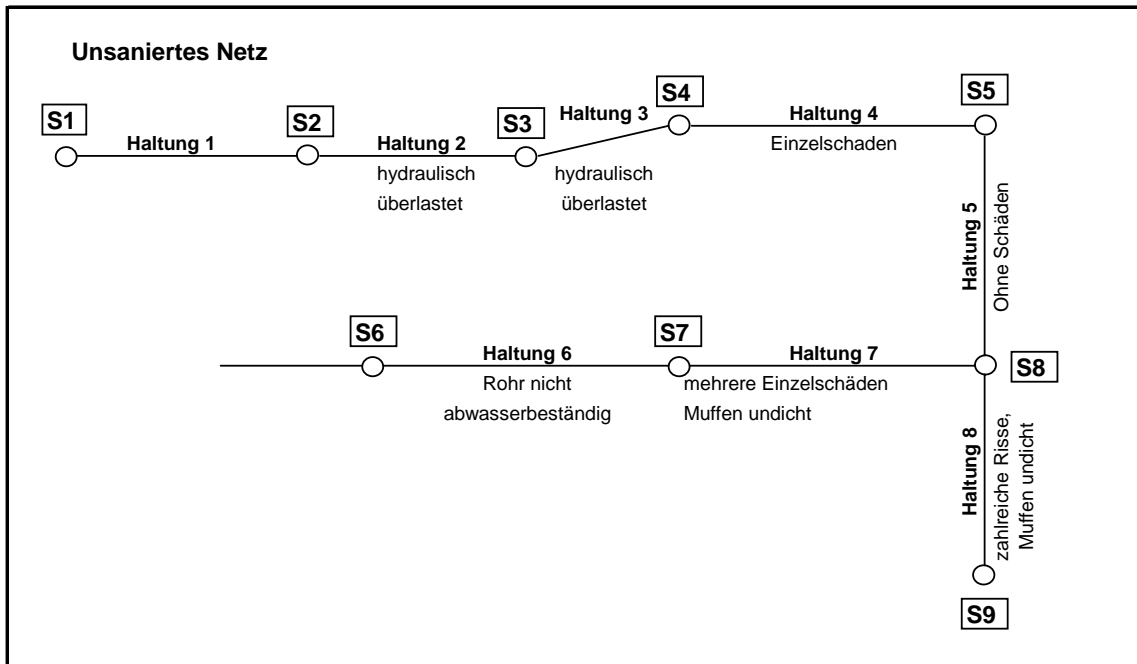 Unsaniertes Netz
S1
Haltung 1
S2
Haltung 2
hydraulisch
überlastet
S3
Haltung 3
hydraulisch
überlastet
S4
Haltung 4
Einzelschaden
S5
Haltung 5
Ohne Schäden
S6
Haltung 6
Rohr nicht
abwasserbeständig
S7
Haltung 7
mehrere Einzelschäden
Muffen undicht
S8
Haltung 8
zahlreiche Risse,
Muffen undicht
S9